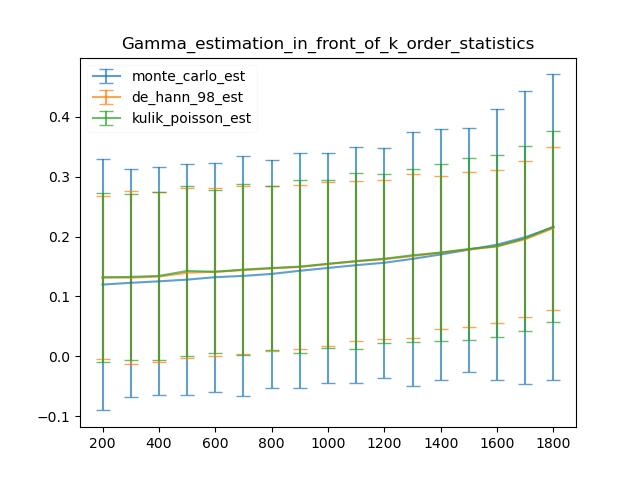 Gamma_estimation_in_front_of_k_order_statistics
monte_carlo_est
de_hann_98_est
kulik_poisson_est
0.4
0.3
0.2
0.1
0.0
−0.1
200 400 600 800 1000 1200 1400 1600 1800